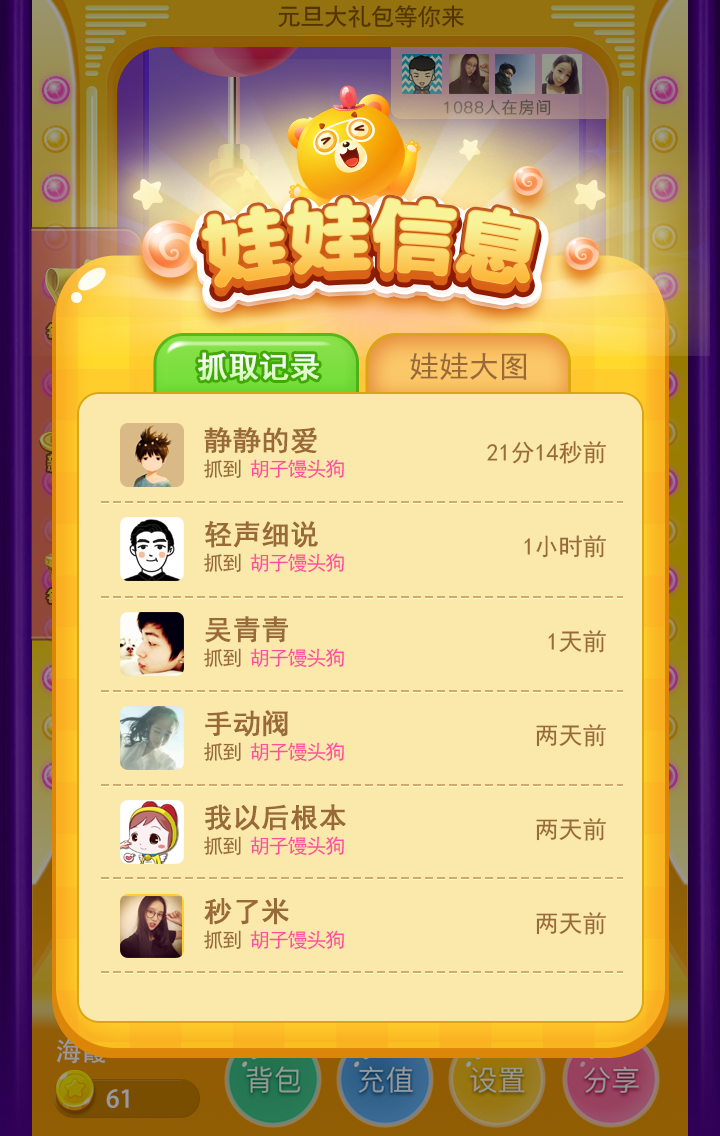 元旦大礼包等你来
1088人在房间
娃娃信息
抓取记录
娃娃大图
静静的爱
21分14秒前
抓到 胡子馒头狗
轻声细说
1小时前
抓到 胡子馒头狗
吴青青
1天前
抓到 胡子馒头狗
手动阀
两天前
抓到 胡子馒头狗
我以后根本
两天前
抓到 胡子馒头狗
秒了米
两天前
抓到 胡子馒头狗
海霞
61
背包
充值
设置
分享